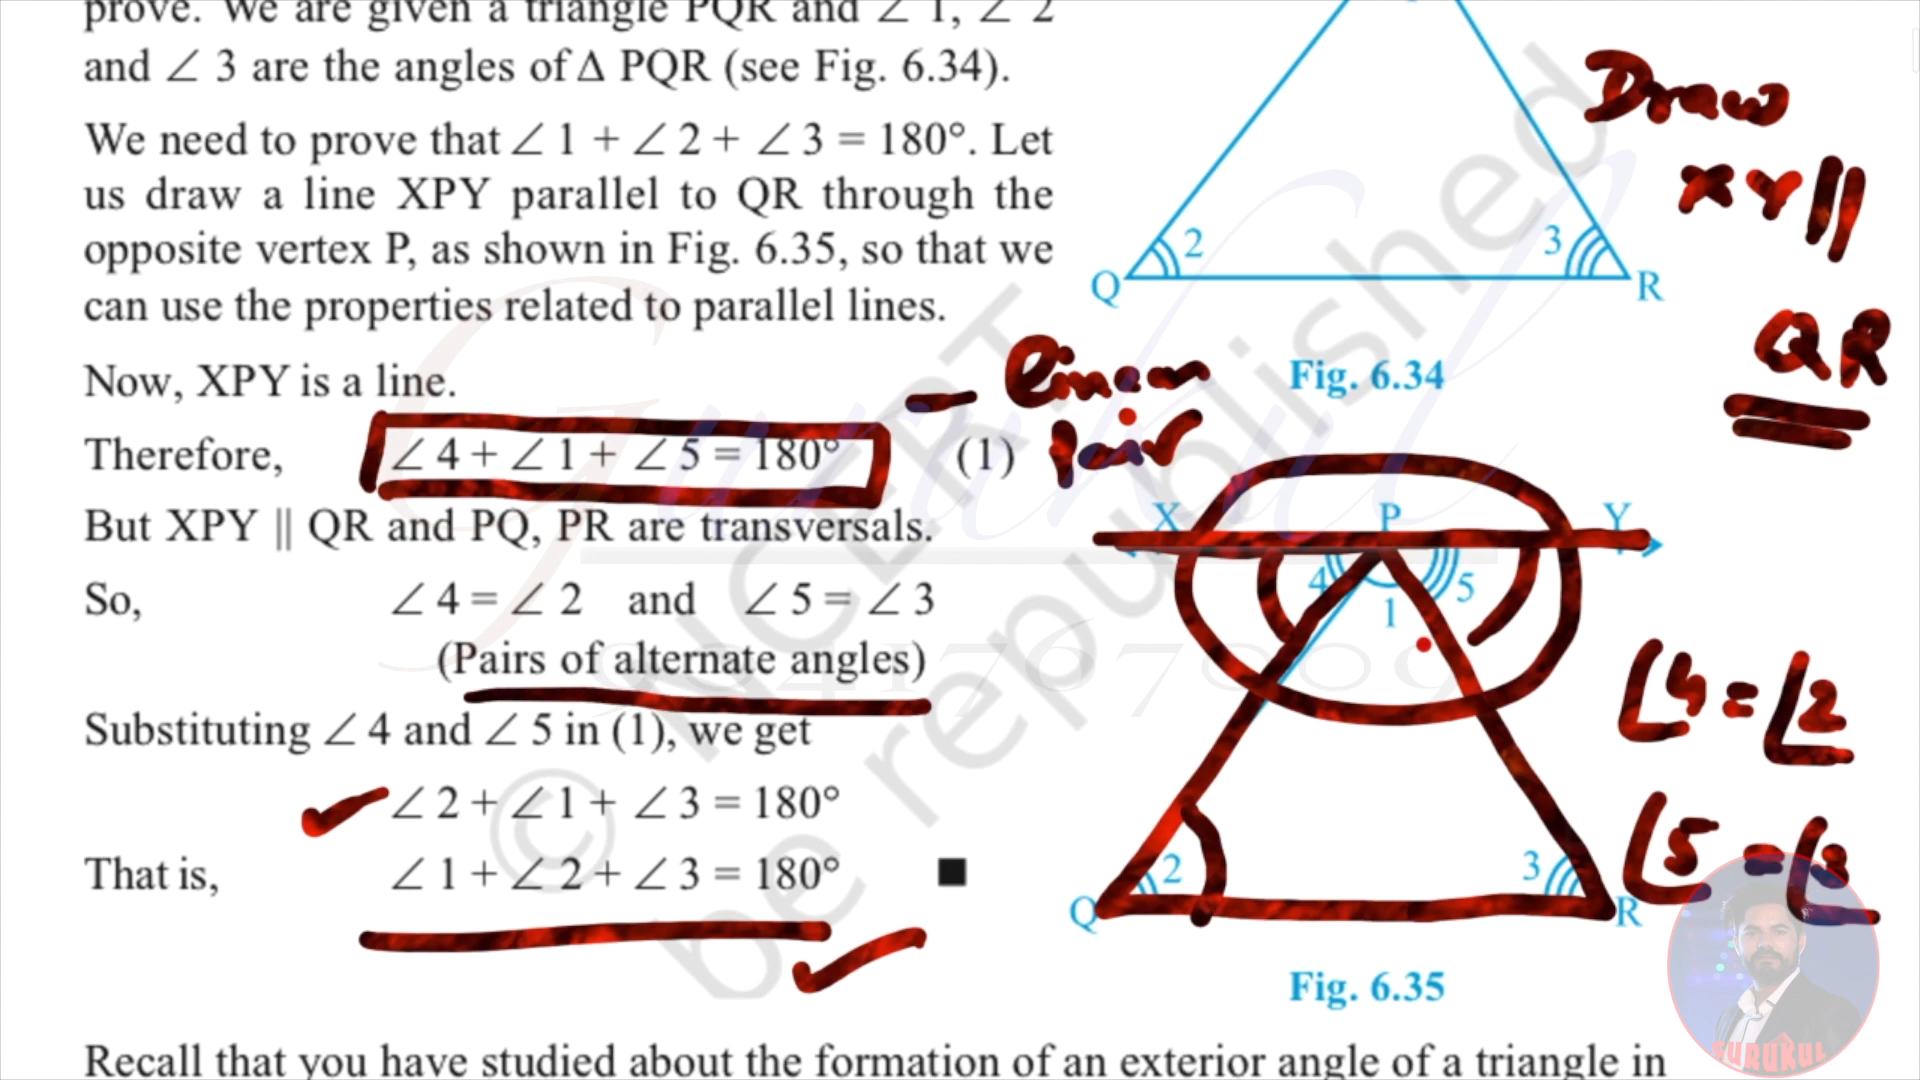 prove. We are given a triangle PQR and ∠ 1, ∠ 2
and ∠ 3 are the angles of Δ PQR (see Fig. 6.34).
We need to prove that ∠ 1 + ∠ 2 + ∠ 3 = 180°. Let
us draw a line XPY parallel to QR through the
opposite vertex P, as shown in Fig. 6.35, so that we
can use the properties related to parallel lines.
Now, XPY is a line.
Therefore, ∠ 4 + ∠ 1 + ∠ 5 = 180° (1)
But XPY || QR and PQ, PR are transversals.
So, ∠ 4 = ∠ 2 and ∠ 5 = ∠ 3
(Pairs of alternate angles)
Substituting ∠ 4 and ∠ 5 in (1), we get
∠ 2 + ∠ 1 + ∠ 3 = 180°
That is, ∠ 1 + ∠ 2 + ∠ 3 = 180° ■
Recall that you have studied about the formation of an exterior angle of a triangle in
2 3
Q R
Fig. 6.34
Draw
XY ||
QR
– Linear
pair
X P Y
4 1 5
2 3
Q R
Fig. 6.35
∠4 = ∠2
∠5 = ∠3
© NCERT
be republished
Gurukul
GURUKUL